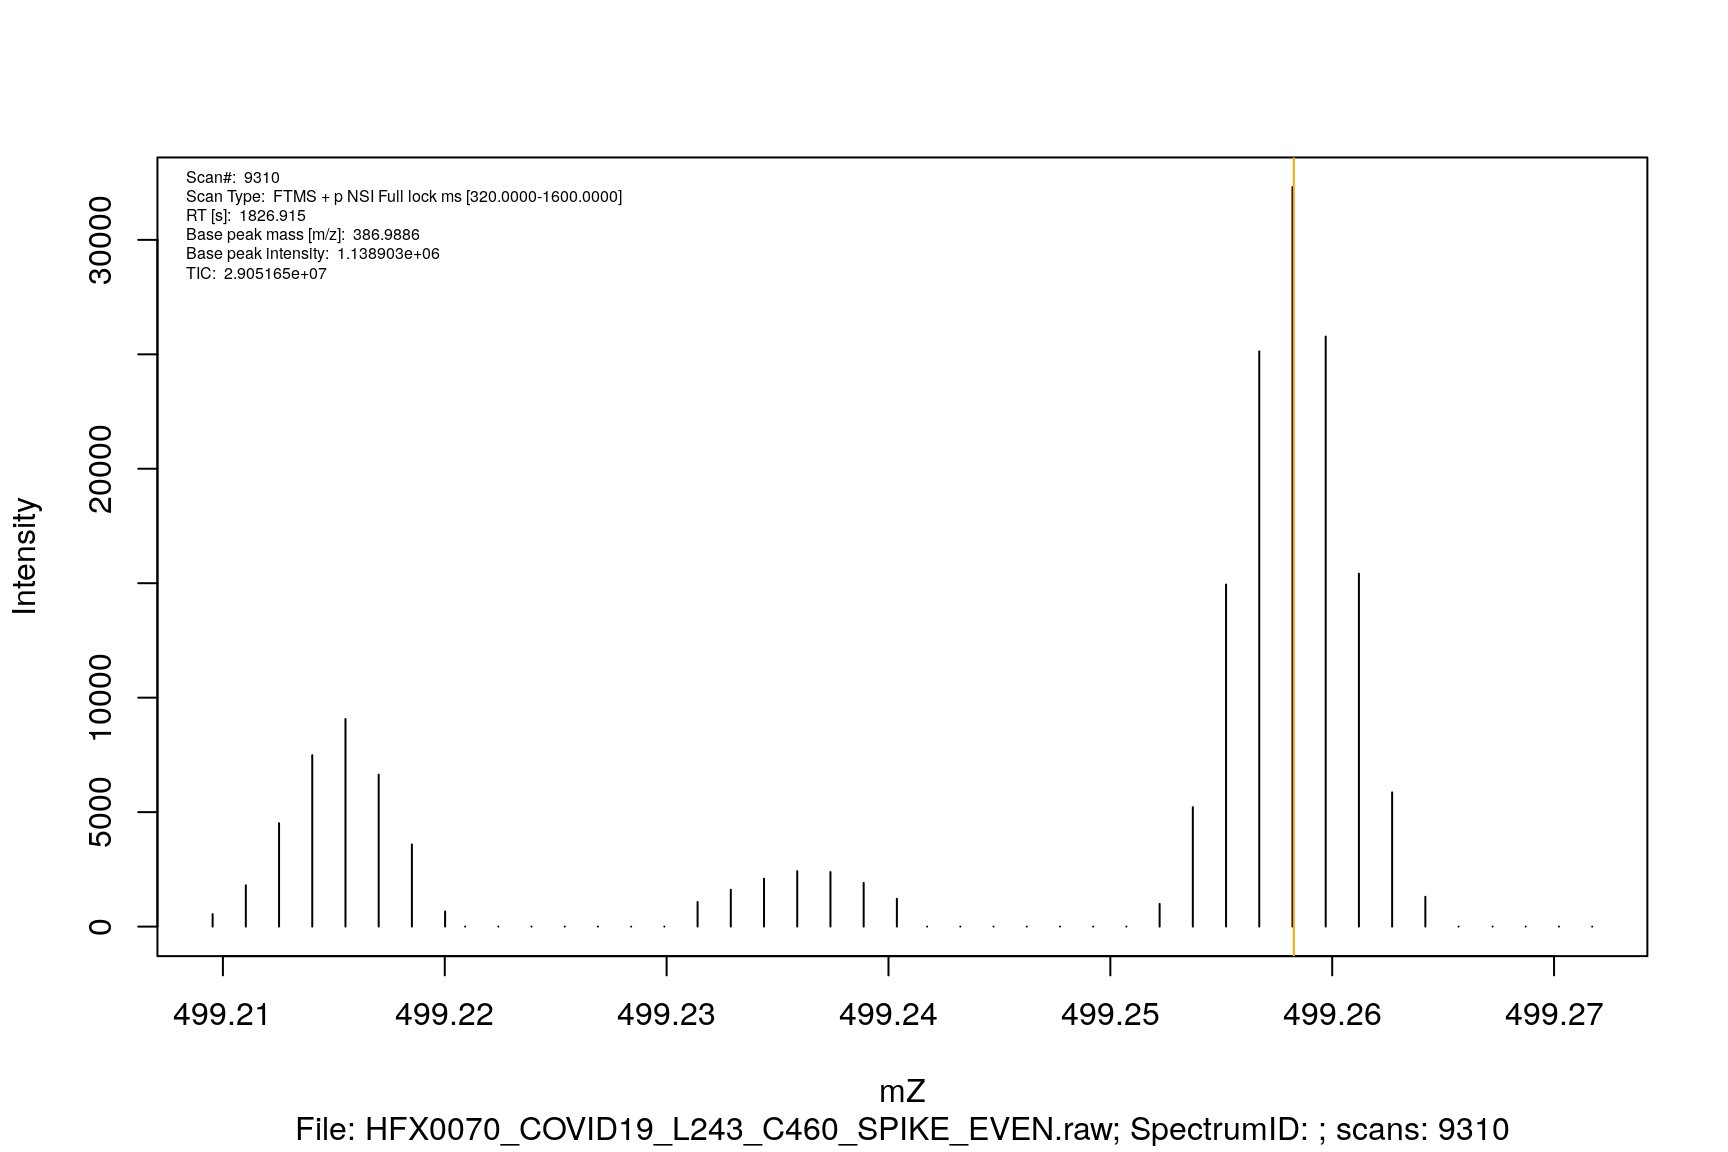 Scan#: 9310
Scan Type: FTMS + p NSI Full lock ms [320.0000-1600.0000]
RT [s]: 1826.915
Base peak mass [m/z]: 386.9886
Base peak intensity: 1.138903e+06
TIC: 2.905165e+07
Intensity
30000
20000
10000
5000
0
499.21 499.22 499.23 499.24 499.25 499.26 499.27
mZ
File: HFX0070_COVID19_L243_C460_SPIKE_EVEN.raw; SpectrumID: ; scans: 9310